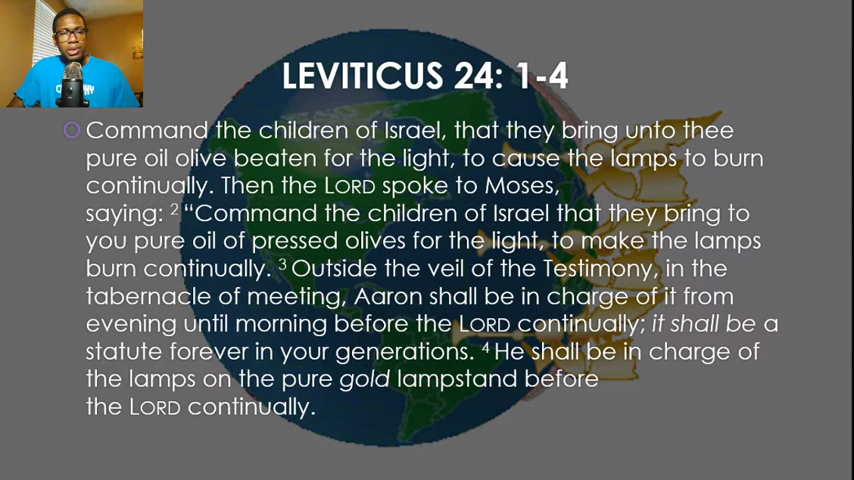 LEVITICUS 24: 1-4
Command the children of Israel, that they bring unto thee
pure oil olive beaten for the light, to cause the lamps to burn
continually. Then the LORD spoke to Moses,
saying: 2 “Command the children of Israel that they bring to
you pure oil of pressed olives for the light, to make the lamps
burn continually. 3 Outside the veil of the Testimony, in the
tabernacle of meeting, Aaron shall be in charge of it from
evening until morning before the LORD continually; it shall be a
statute forever in your generations. 4 He shall be in charge of
the lamps on the pure gold lampstand before
the LORD continually.